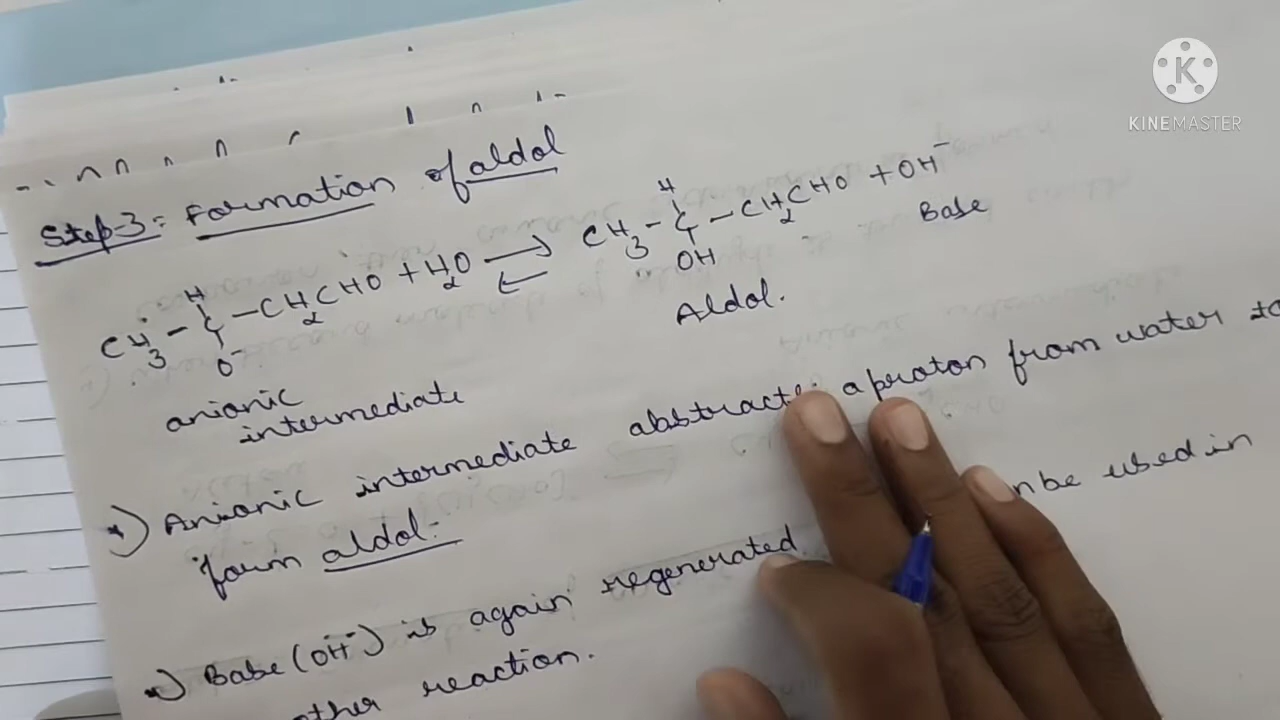 KINEMASTER
Step-3: Formation of aldol
CH3 - C - CH2CHO + H2O ⇌ CH3 - C - CH2CHO + OH⁻
H
O⁻
H
OH
anionic
intermediate
Aldol.
Base
*) Anionic intermediate abstracts a proton from water to
form aldol:-
*) Base (OH⁻) is again regenerated be used in
other reaction.